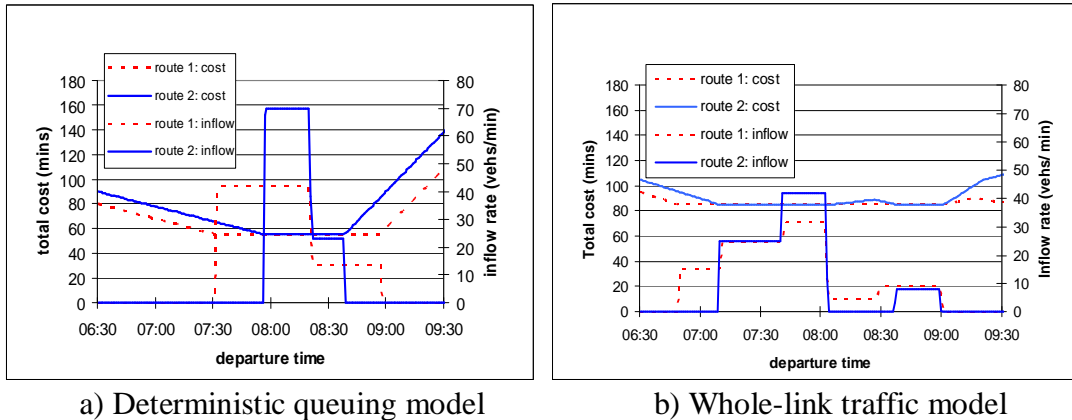 route 1: cost
route 2: cost
route 1: inflow
route 2: inflow
total cost (mins)
180
160
140
120
100
80
60
40
20
0
80
70
60
50
40
30
20
10
0
inflow rate (vehs/min)
06:30 07:00 07:30 08:00 08:30 09:00 09:30
departure time
a) Deterministic queuing model
route 1: cost
route 2: cost
route 1: inflow
route 2: inflow
Total cost (mins)
180
160
140
120
100
80
60
40
20
0
80
70
60
50
40
30
20
10
0
Inflow rate (vehs/ min)
06:30 07:00 07:30 08:00 08:30 09:00 09:30
departure time
b) Whole-link traffic model